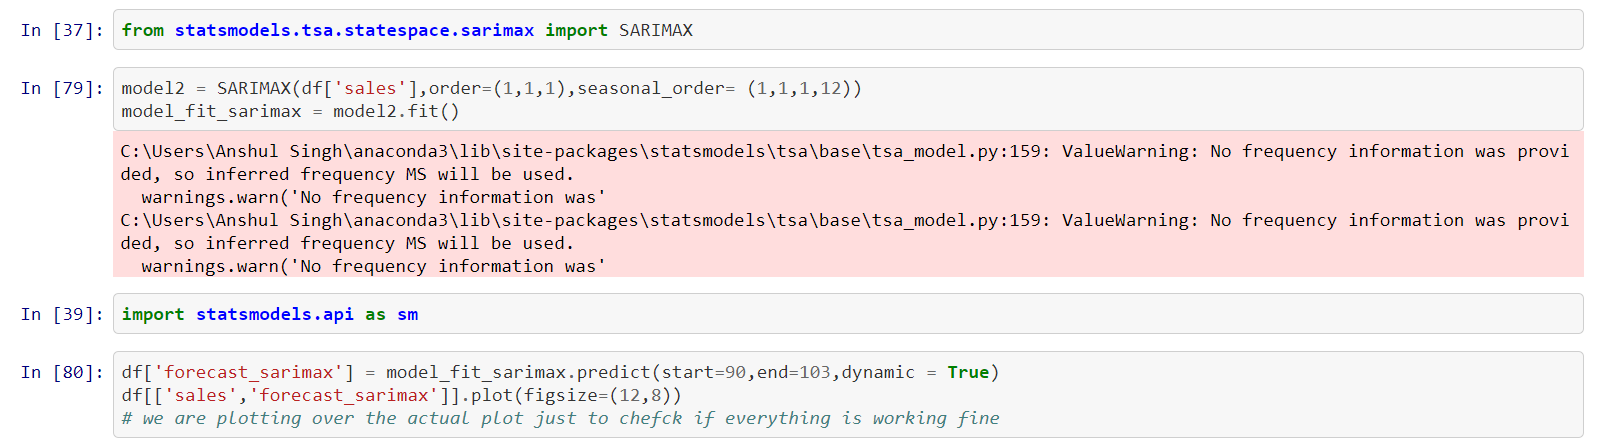 In [37]: from statsmodels.tsa.statespace.sarimax import SARIMAX
In [79]: model2 = SARIMAX(df['sales'],order=(1,1,1),seasonal_order= (1,1,1,12))
model_fit_sarimax = model2.fit()
C:\Users\Anshul Singh\anaconda3\lib\site-packages\statsmodels\tsa\base\tsa_model.py:159: ValueWarning: No frequency information was provi
ded, so inferred frequency MS will be used.
  warnings.warn('No frequency information was'
C:\Users\Anshul Singh\anaconda3\lib\site-packages\statsmodels\tsa\base\tsa_model.py:159: ValueWarning: No frequency information was provi
ded, so inferred frequency MS will be used.
  warnings.warn('No frequency information was'
In [39]: import statsmodels.api as sm
In [80]: df['forecast_sarimax'] = model_fit_sarimax.predict(start=90,end=103,dynamic = True)
df[['sales','forecast_sarimax']].plot(figsize=(12,8))
# we are plotting over the actual plot just to chefck if everything is working fine